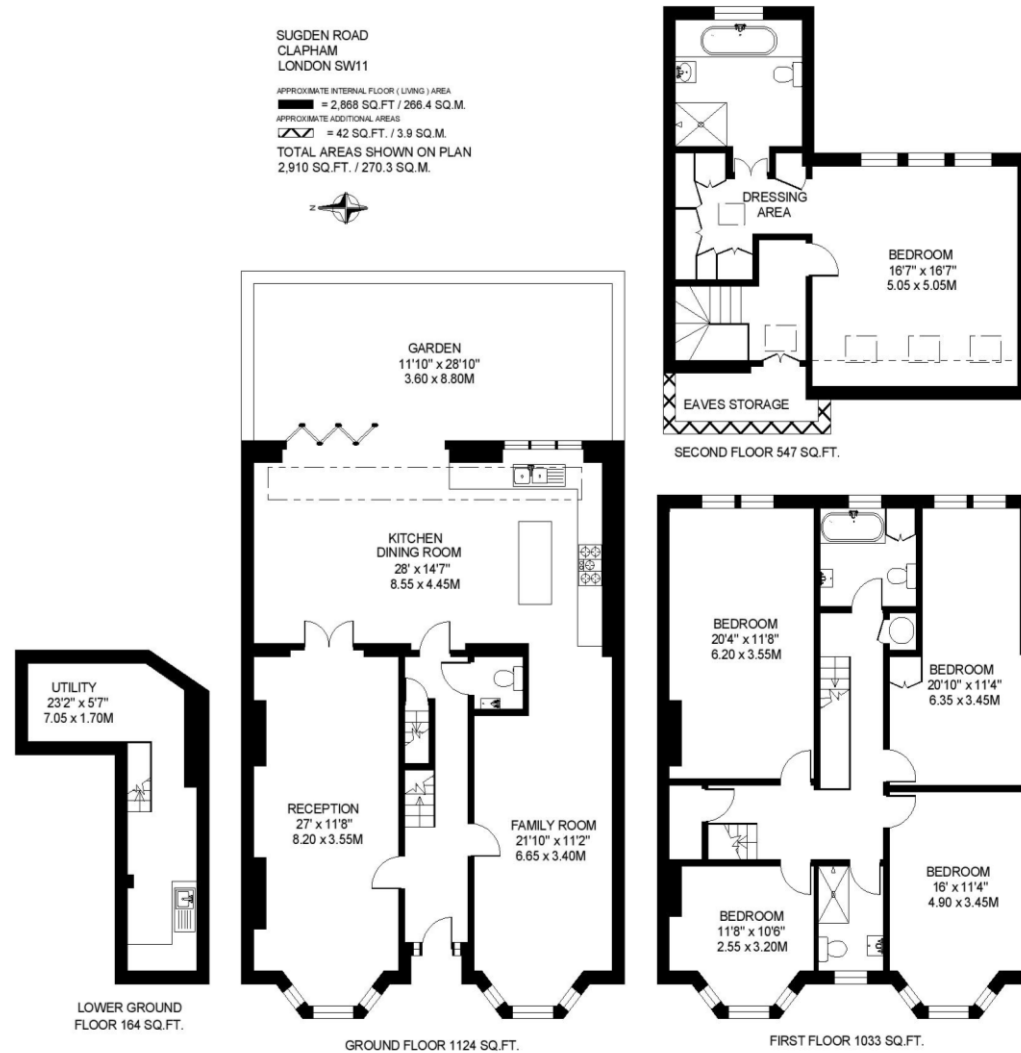 SUGDEN ROAD
CLAPHAM
LONDON SW11
APPROXIMATE INTERNAL FLOOR ( LIVING ) AREA
= 2,868 SQ.FT / 266.4 SQ.M.
APPROXIMATE ADDITIONAL AREAS
= 42 SQ.FT. / 3.9 SQ.M.
TOTAL AREAS SHOWN ON PLAN
2,910 SQ.FT. / 270.3 SQ.M.
N
DRESSING
AREA
BEDROOM
16'7" x 16'7"
5.05 x 5.05M
EAVES STORAGE
SECOND FLOOR 547 SQ.FT.
GARDEN
11'10" x 28'10"
3.60 x 8.80M
KITCHEN
DINING ROOM
28' x 14'7"
8.55 x 4.45M
RECEPTION
27' x 11'8"
8.20 x 3.55M
FAMILY ROOM
21'10" x 11'2"
6.65 x 3.40M
GROUND FLOOR 1124 SQ.FT.
UTILITY
23'2" x 5'7"
7.05 x 1.70M
LOWER GROUND
FLOOR 164 SQ.FT.
BEDROOM
20'4" x 11'8"
6.20 x 3.55M
BEDROOM
20'10" x 11'4"
6.35 x 3.45M
BEDROOM
11'8" x 10'6"
2.55 x 3.20M
BEDROOM
16' x 11'4"
4.90 x 3.45M
FIRST FLOOR 1033 SQ.FT.